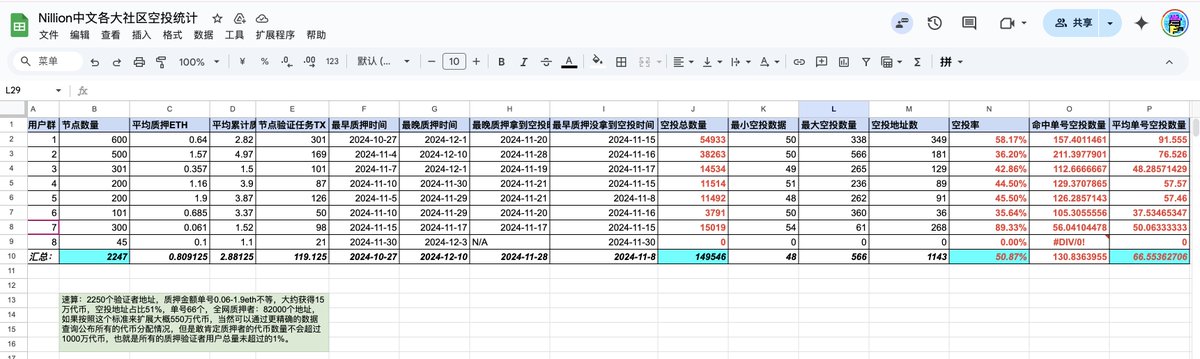 Nillion中文各大社区空投统计
文件 编辑 查看 插入 格式 数据 工具 扩展程序 帮助
共享
菜单 100% ¥ % .0 .00 123 默认 (... 10 B I S A Σ 拼
L29 fx
A B C D E F G H I J K L M N O P
1 用户群 节点数量 平均质押ETH 平均累计质 节点验证任务TX 最早质押时间 最晚质押时间 最晚质押拿到空投时 最早质押没拿到空投时间 空投总数量 最小空投数据 最大空投数量 空投地址数 空投率 命中单号空投数量 平均单号空投数量
2 1 600 0.64 2.82 301 2024-10-27 2024-12-1 2024-11-20 2024-11-15 54933 50 338 349 58.17% 157.4011461 91.555
3 2 500 1.57 4.97 169 2024-11-4 2024-12-10 2024-11-28 2024-11-16 38263 50 566 181 36.20% 211.3977901 76.526
4 3 301 0.357 1.5 101 2024-11-7 2024-12-1 2024-11-19 2024-11-17 14534 49 265 129 42.86% 112.6666667 48.28571429
5 4 200 1.16 3.9 87 2024-11-10 2024-11-30 2024-11-21 2024-11-15 11514 51 236 89 44.50% 129.3707865 57.57
6 5 200 1.9 3.87 126 2024-11-5 2024-11-29 2024-11-21 2024-11-8 11492 48 262 91 45.50% 126.2857143 57.46
7 6 101 0.685 3.37 50 2024-11-10 2024-11-29 2024-11-20 2024-11-16 3791 50 360 36 35.64% 105.3055556 37.53465347
8 7 300 0.061 1.52 98 2024-11-15 2024-11-17 2024-11-17 2024-11-15 15019 54 61 268 89.33% 56.04104478 50.06333333
9 8 45 0.1 1.1 21 2024-11-30 2024-12-3 N/A 2024-11-30 0 0 0 0 0.00% #DIV/0! 0
10 汇总: 2247 0.809125 2.88125 119.125 2024-10-27 2024-12-10 2024-11-28 2024-11-8 149546 48 566 1143 50.87% 130.8363955 66.55362706
11
12
13 速算：2250个验证者地址，质押金额单号0.06-1.9eth不等，大约获得15
万代币，空投地址占比51%，单号66个，全网质押者：82000个地址，
14 如果按照这个标准来扩展大概550万代币，当然可以通过更精确的数据
15 查询公布所有的代币分配情况，但是敢肯定质押者的代币数量不会超过
16 1000万代币，也就是所有的质押验证者用户总量未超过的1%。
17